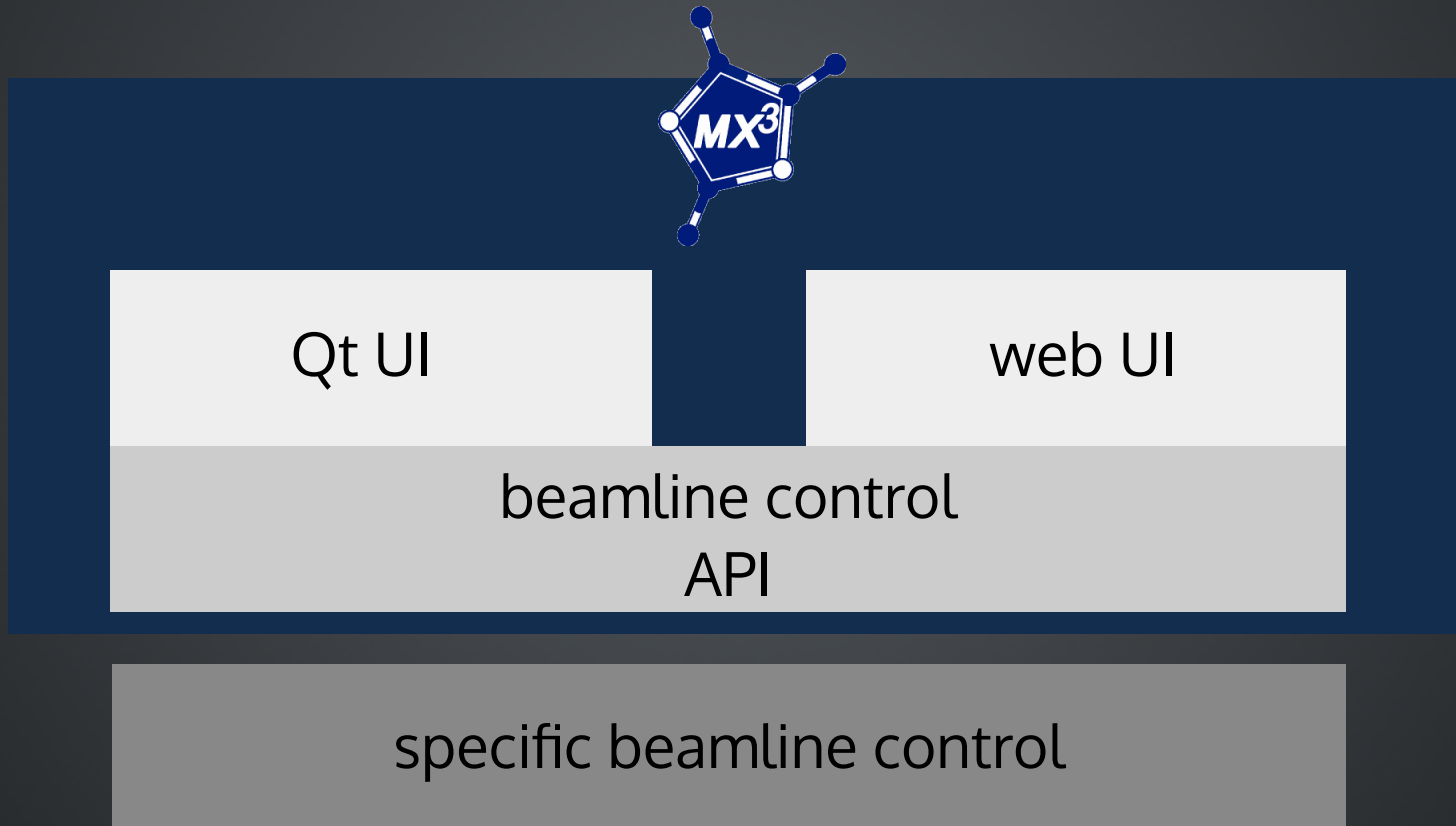 MX³
Qt UI
web UI
beamline control
API
specific beamline control